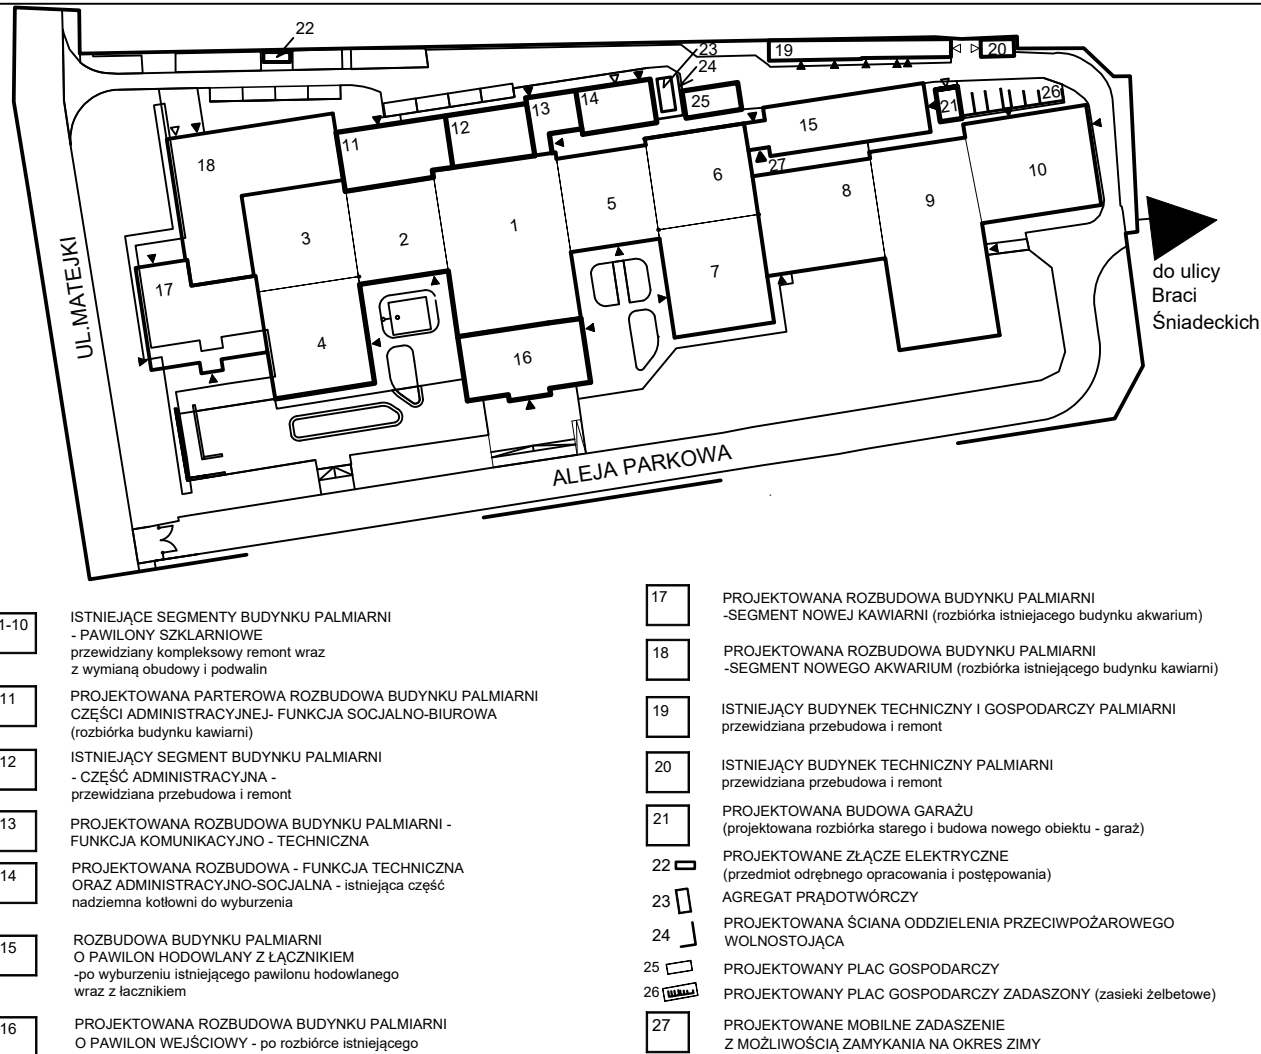 22
23
24
19
20
25
21
26
11
12
13
14
15
27
18
3
2
1
5
6
8
9
10
17
4
7
16
UL.MATEJKI
ALEJA PARKOWA
do ulicy
Braci
Śniadeckich
1-10
ISTNIEJĄCE SEGMENTY BUDYNKU PALMIARNI
- PAWILONY SZKLARNIOWE
przewidziany kompleksowy remont wraz
z wymianą obudowy i podwalin
11
PROJEKTOWANA PARTEROWA ROZBUDOWA BUDYNKU PALMIARNI
CZĘŚCI ADMINISTRACYJNEJ- FUNKCJA SOCJALNO-BIUROWA
(rozbiórka budynku kawiarni)
12
ISTNIEJĄCY SEGMENT BUDYNKU PALMIARNI
- CZĘŚĆ ADMINISTRACYJNA -
przewidziana przebudowa i remont
13
PROJEKTOWANA ROZBUDOWA BUDYNKU PALMIARNI -
FUNKCJA KOMUNIKACYJNO - TECHNICZNA
14
PROJEKTOWANA ROZBUDOWA - FUNKCJA TECHNICZNA
ORAZ ADMINISTRACYJNO-SOCJALNA - istniejąca część
nadziemna kotłowni do wyburzenia
15
ROZBUDOWA BUDYNKU PALMIARNI
O PAWILON HODOWLANY Z ŁĄCZNIKIEM
-po wyburzeniu istniejącego pawilonu hodowlanego
wraz z łacznikiem
16
PROJEKTOWANA ROZBUDOWA BUDYNKU PALMIARNI
O PAWILON WEJŚCIOWY - po rozbiórce istniejącego
17
PROJEKTOWANA ROZBUDOWA BUDYNKU PALMIARNI
-SEGMENT NOWEJ KAWIARNI (rozbiórka istniejacego budynku akwarium)
18
PROJEKTOWANA ROZBUDOWA BUDYNKU PALMIARNI
-SEGMENT NOWEGO AKWARIUM (rozbiórka istniejącego budynku kawiarni)
19
ISTNIEJĄCY BUDYNEK TECHNICZNY I GOSPODARCZY PALMIARNI
przewidziana przebudowa i remont
20
ISTNIEJĄCY BUDYNEK TECHNICZNY PALMIARNI
przewidziana przebudowa i remont
21
PROJEKTOWANA BUDOWA GARAŻU
(projektowana rozbiórka starego i budowa nowego obiektu - garaż)
22
PROJEKTOWANE ZŁĄCZE ELEKTRYCZNE
(przedmiot odrębnego opracowania i postępowania)
23
AGREGAT PRĄDOTWÓRCZY
24
PROJEKTOWANA ŚCIANA ODDZIELENIA PRZECIWPOŻAROWEGO
WOLNOSTOJĄCA
25
PROJEKTOWANY PLAC GOSPODARCZY
26
PROJEKTOWANY PLAC GOSPODARCZY ZADASZONY (zasieki żelbetowe)
27
PROJEKTOWANE MOBILNE ZADASZENIE
Z MOŻLIWOŚCIĄ ZAMYKANIA NA OKRES ZIMY